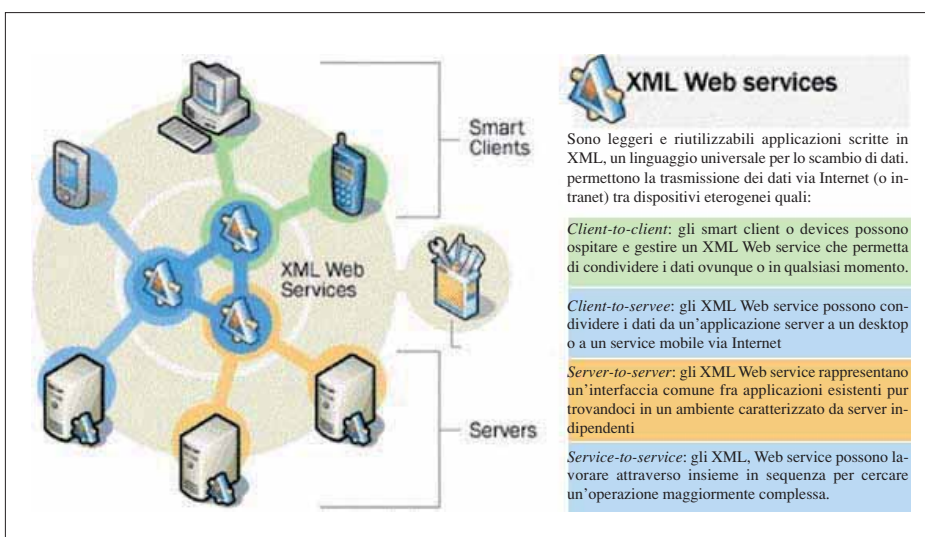 Smart
Clients
XML Web
Services
Servers
XML Web services
Sono leggeri e riutilizzabili applicazioni scritte in
XML, un linguaggio universale per lo scambio di dati.
permettono la trasmissione dei dati via Internet (o in-
tranet) tra dispositivi eterogenei quali:
Client-to-client: gli smart client o devices possono
ospitare e gestire un XML Web service che permetta
di condividere i dati ovunque o in qualsiasi momento.
Client-to-servee: gli XML Web service possono con-
dividere i dati da un'applicazione server a un desktop
o a un service mobile via Internet
Server-to-server: gli XML Web service rappresentano
un'interfaccia comune fra applicazioni esistenti pur
trovandoci in un ambiente caratterizzato da server in-
dipendenti
Service-to-service: gli XML, Web service possono la-
vorare attraverso insieme in sequenza per cercare
un'operazione maggiormente complessa.